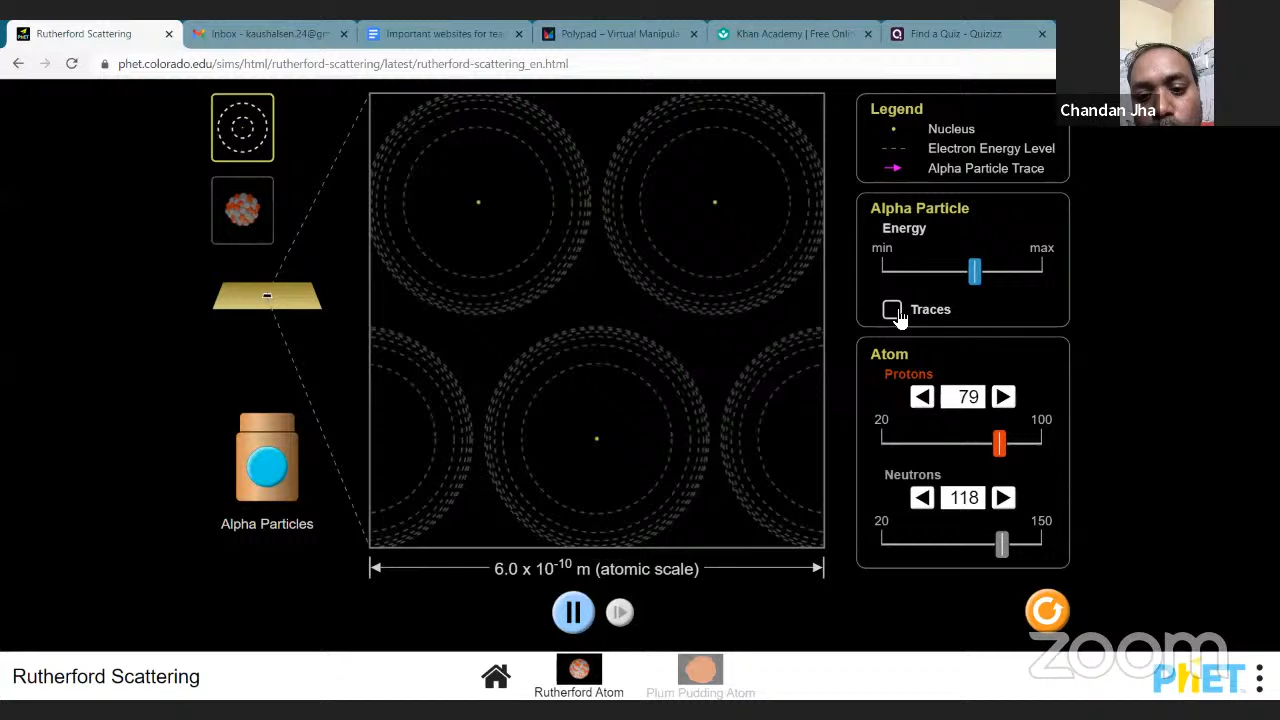 Rutherford Scattering
Inbox - kaushalsen.24@gm
Important websites for tea
Polypad – Virtual Manipula
Khan Academy | Free Onli
Find a Quiz - Quizizz
phet.colorado.edu/sims/html/rutherford-scattering/latest/rutherford-scattering_en.html
Chandan Jha
Legend
Nucleus
Electron Energy Level
Alpha Particle Trace
Alpha Particle
Energy
min max
Traces
Atom
Protons
79
20 100
Neutrons
118
20 150
Alpha Particles
6.0 x 10⁻¹⁰ m (atomic scale)
zoom
Rutherford Scattering
Rutherford Atom
Plum Pudding Atom
PhET